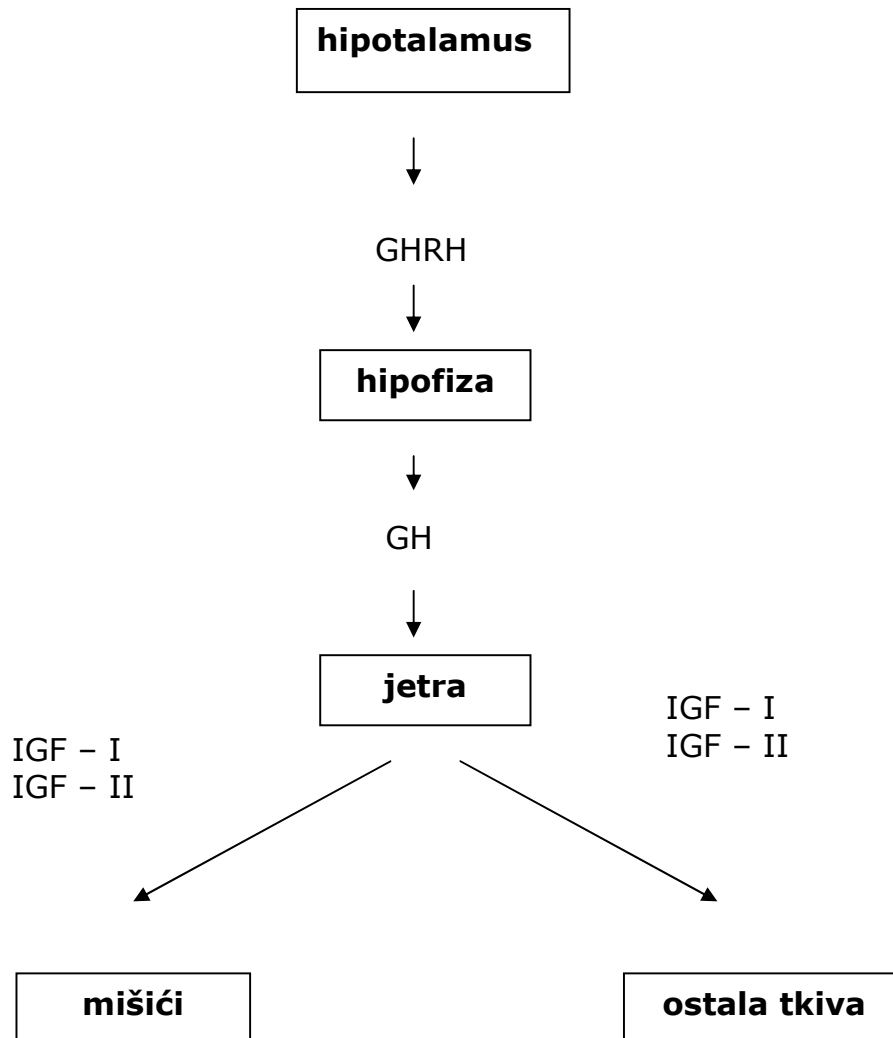 hipotalamus
GHRH
hipofiza
GH
jetra
IGF – I
IGF – II
IGF – I
IGF – II
mišići
ostala tkiva